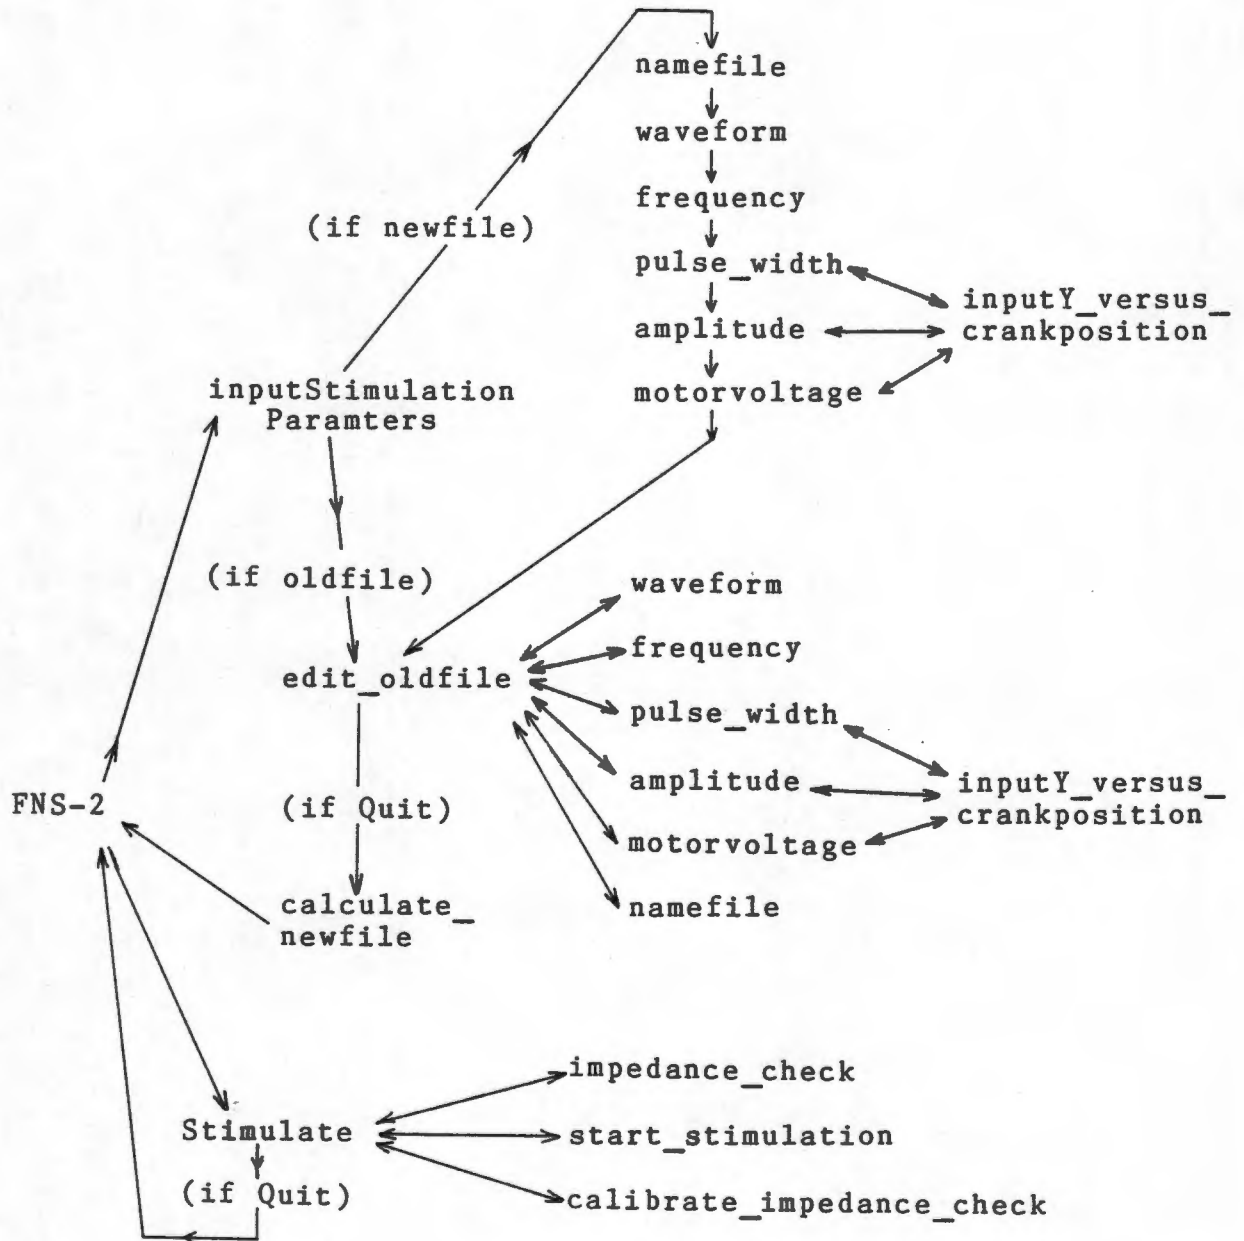 namefile
waveform
frequency
(if newfile)
pulse_width
inputY_versus_
crankposition
amplitude
motorvoltage
inputStimulation
Paramters
(if oldfile)
waveform
frequency
edit_oldfile
pulse_width
amplitude
inputY_versus_
crankposition
FNS-2
(if Quit)
motorvoltage
calculate_
newfile
namefile
impedance_check
Stimulate
start_stimulation
(if Quit)
calibrate_impedance_check